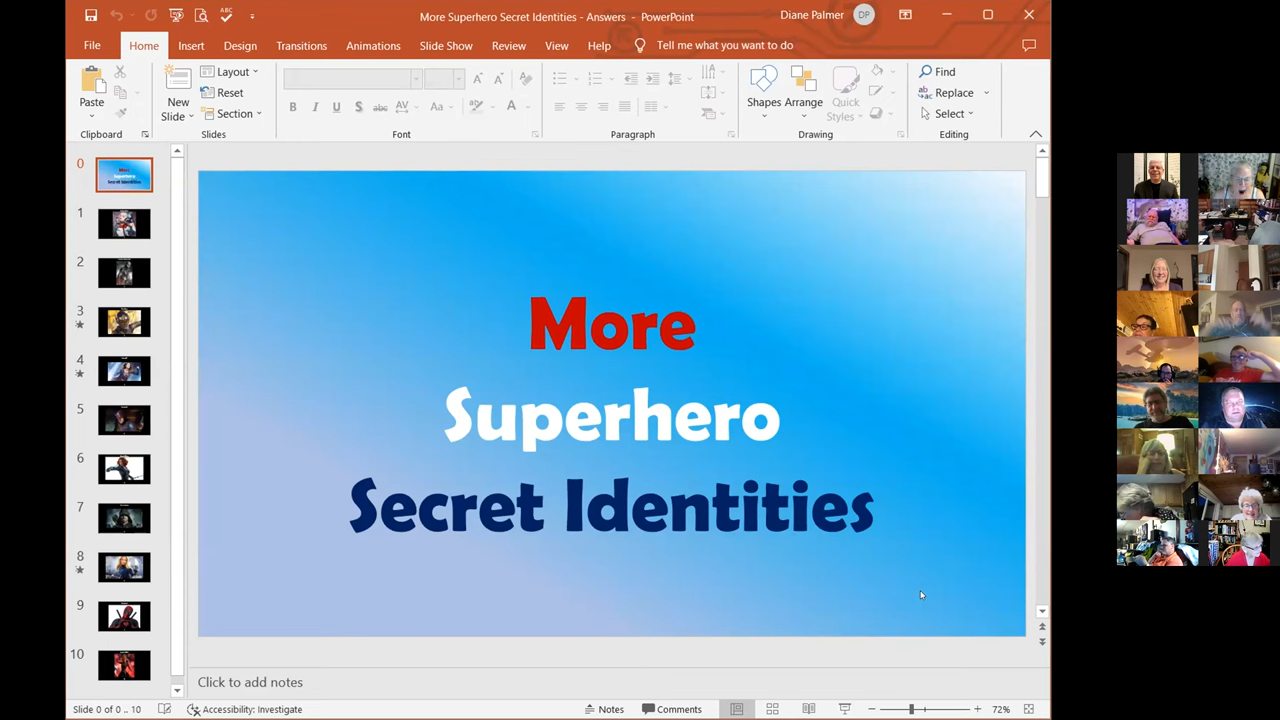 More Superhero Secret Identities - Answers - PowerPoint
Diane Palmer
DP
File
Home
Insert
Design
Transitions
Animations
Slide Show
Review
View
Help
Tell me what you want to do
Paste
Clipboard
New
Slide
Layout
Reset
Section
Slides
B I U S abc AV Aa A
Font
Paragraph
Shapes
Arrange
Quick
Styles
Drawing
Find
Replace
Select
Editing
0
1
2
3
4
5
6
7
8
9
10
More
Superhero
Secret Identities
Click to add notes
Slide 0 of 0 .. 10
Accessibility: Investigate
Notes
Comments
72%